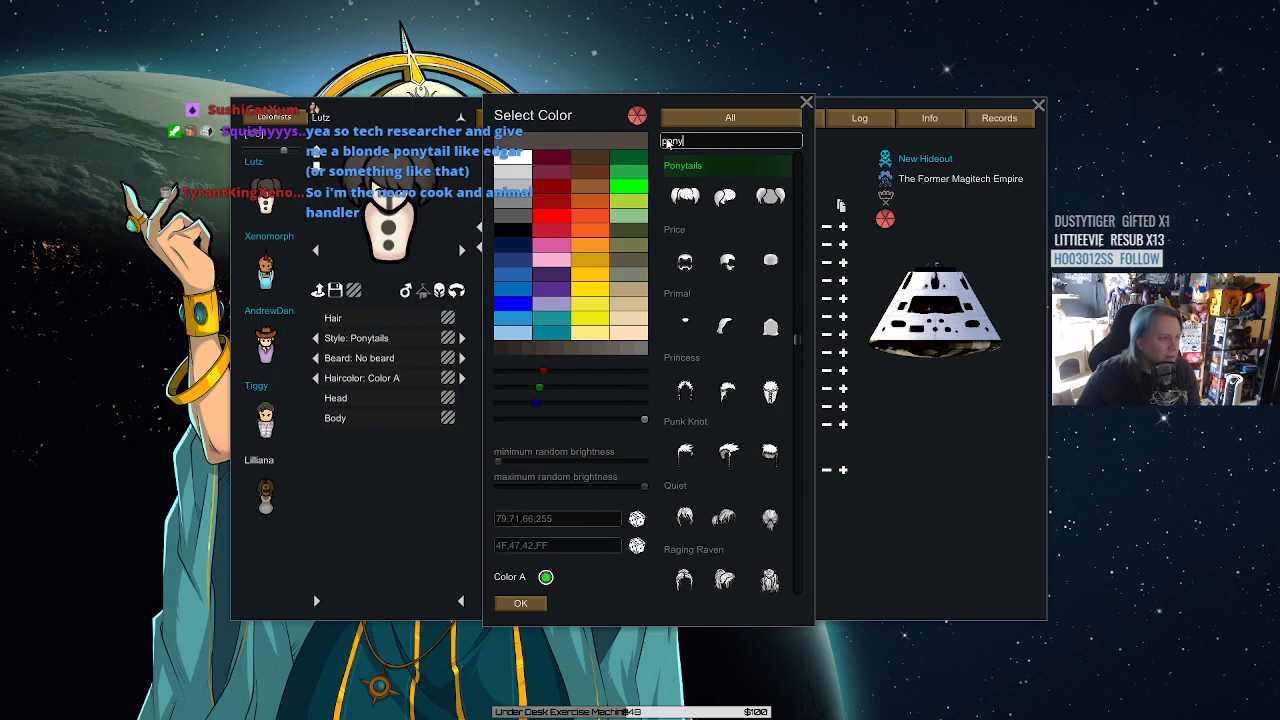 SushiCatYum
Squishyyys.. yea so tech researcher and give
me a blonde ponytail like edgar
(or something like that)
TyrantKingXeno... So i'm the necro cook and animal
handler
Colonists
Lutz
Lutz
Xenomorph
AndrewDan
Tiggy
Lilliana
Hair
Style: Ponytails
Beard: No beard
Haircolor: Color A
Head
Body
Select Color
minimum random brightness
maximum random brightness
79,71,66,255
4F,47,42,FF
Color A
OK
All
pony
Ponytails
Price
Primal
Princess
Punk Knot
Quiet
Raging Raven
Log
Info
Records
New Hideout
The Former Magitech Empire
DUSTYTIGER GIFTED X1
LITTIEEVIE RESUB X13
HOO3012SS FOLLOW
Under Desk Exercise Machine
$100